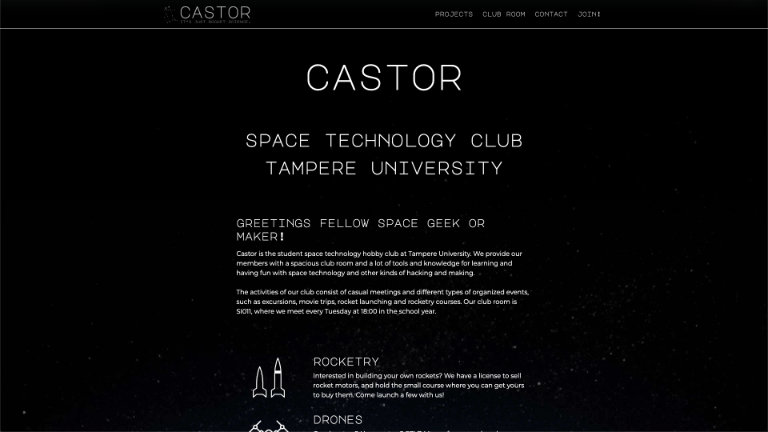 CASTOR
PROJECTS CLUB ROOM CONTACT JOIN!
CASTOR
SPACE TECHNOLOGY CLUB
TAMPERE UNIVERSITY
GREETINGS FELLOW SPACE GEEK OR
MAKER!
Castor is the student space technology hobby club at Tampere University. We provide our
members with a spacious club room and a lot of tools and knowledge for learning and
having fun with space technology and other kinds of hacking and making.
The activities of our club consist of casual meetings and different types of organized events,
such as excursions, movie trips, rocket launching and rocketry courses. Our club room is
SI011, where we meet every Tuesday at 18:00 in the school year.
ROCKETRY
Interested in building your own rockets? We have a license to sell
rocket motors, and hold the small course where you can get yours
to buy them. Come launch a few with us!
DRONES